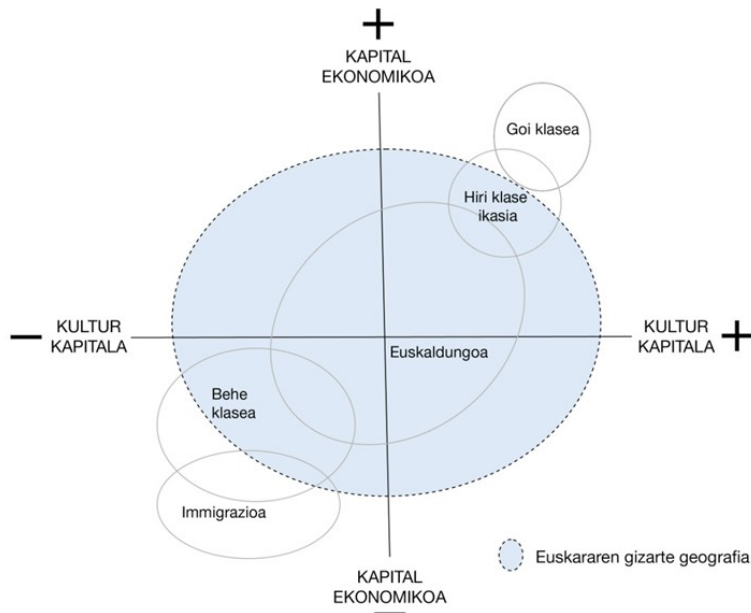 +
KAPITAL
EKONOMIKOA
Goi klasea
Hiri klase
ikasia
− KULTUR
KAPITALA
KULTUR
KAPITALA +
Euskaldungoa
Behe
klasea
Immigrazioa
Euskararen gizarte geografia
KAPITAL
EKONOMIKOA
−